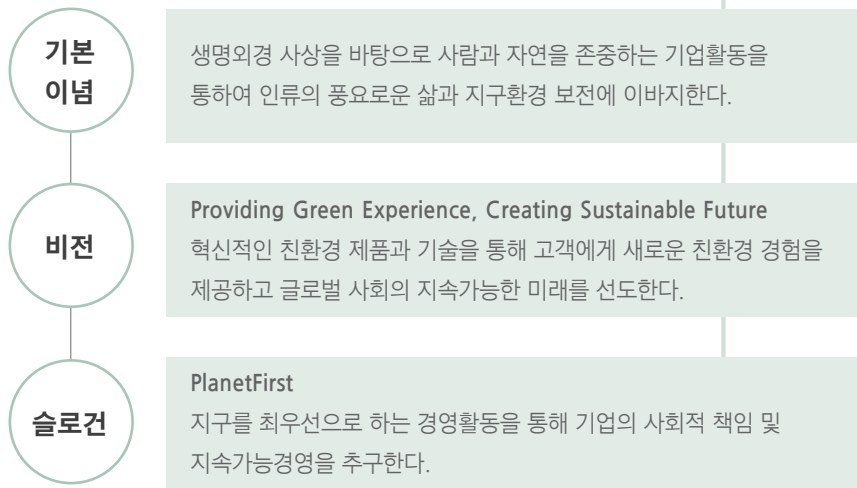 기본
이념
생명외경 사상을 바탕으로 사람과 자연을 존중하는 기업활동을
통하여 인류의 풍요로운 삶과 지구환경 보전에 이바지한다.
비전
Providing Green Experience, Creating Sustainable Future
혁신적인 친환경 제품과 기술을 통해 고객에게 새로운 친환경 경험을
제공하고 글로벌 사회의 지속가능한 미래를 선도한다.
슬로건
PlanetFirst
지구를 최우선으로 하는 경영활동을 통해 기업의 사회적 책임 및
지속가능경영을 추구한다.